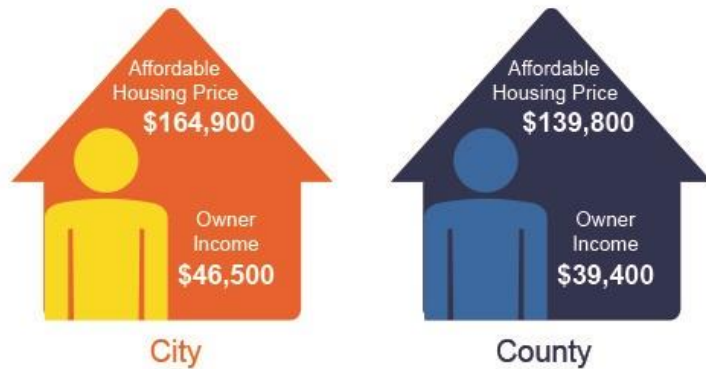 Affordable
Housing Price
$164,900
Owner
Income
$46,500
City
Affordable
Housing Price
$139,800
Owner
Income
$39,400
County